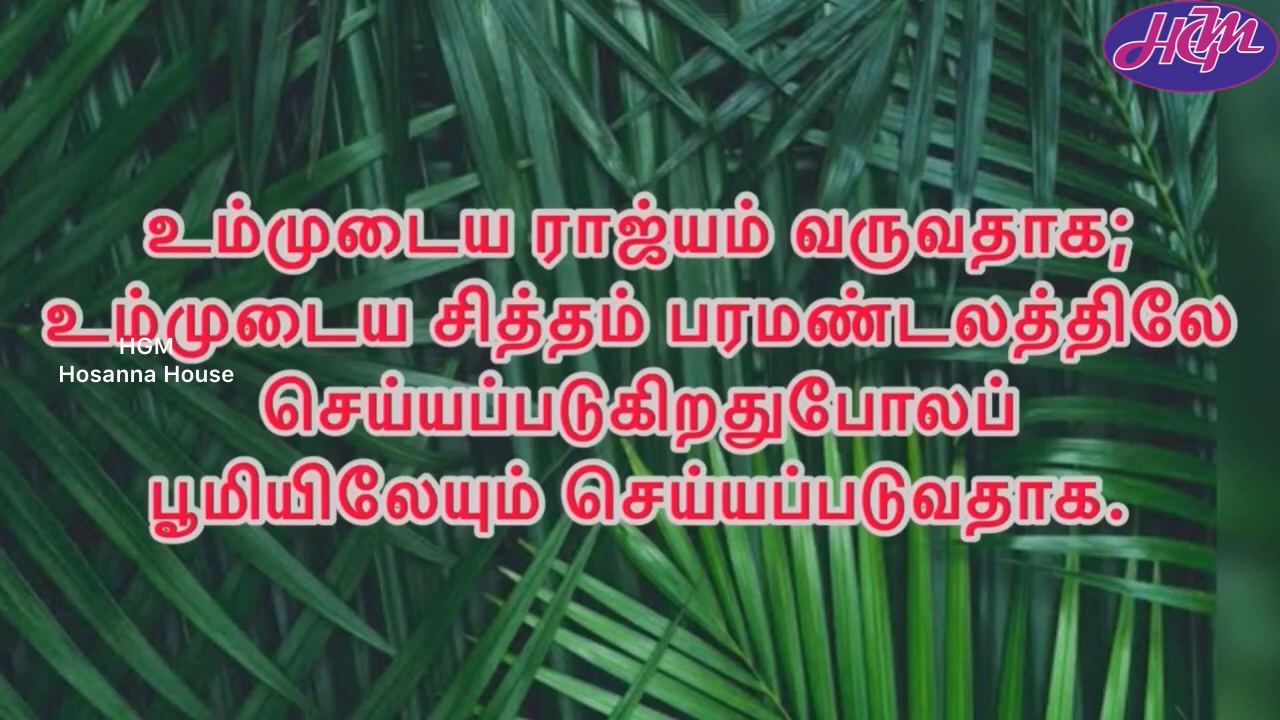 HGM
உம்முடைய ராஜ்யம் வருவதாக;
உம்முடைய சித்தம் பரமண்டலத்திலே
HGM
Hosanna House
செய்யப்படுகிறதுபோலப்
பூமியிலேயும் செய்யப்படுவதாக.